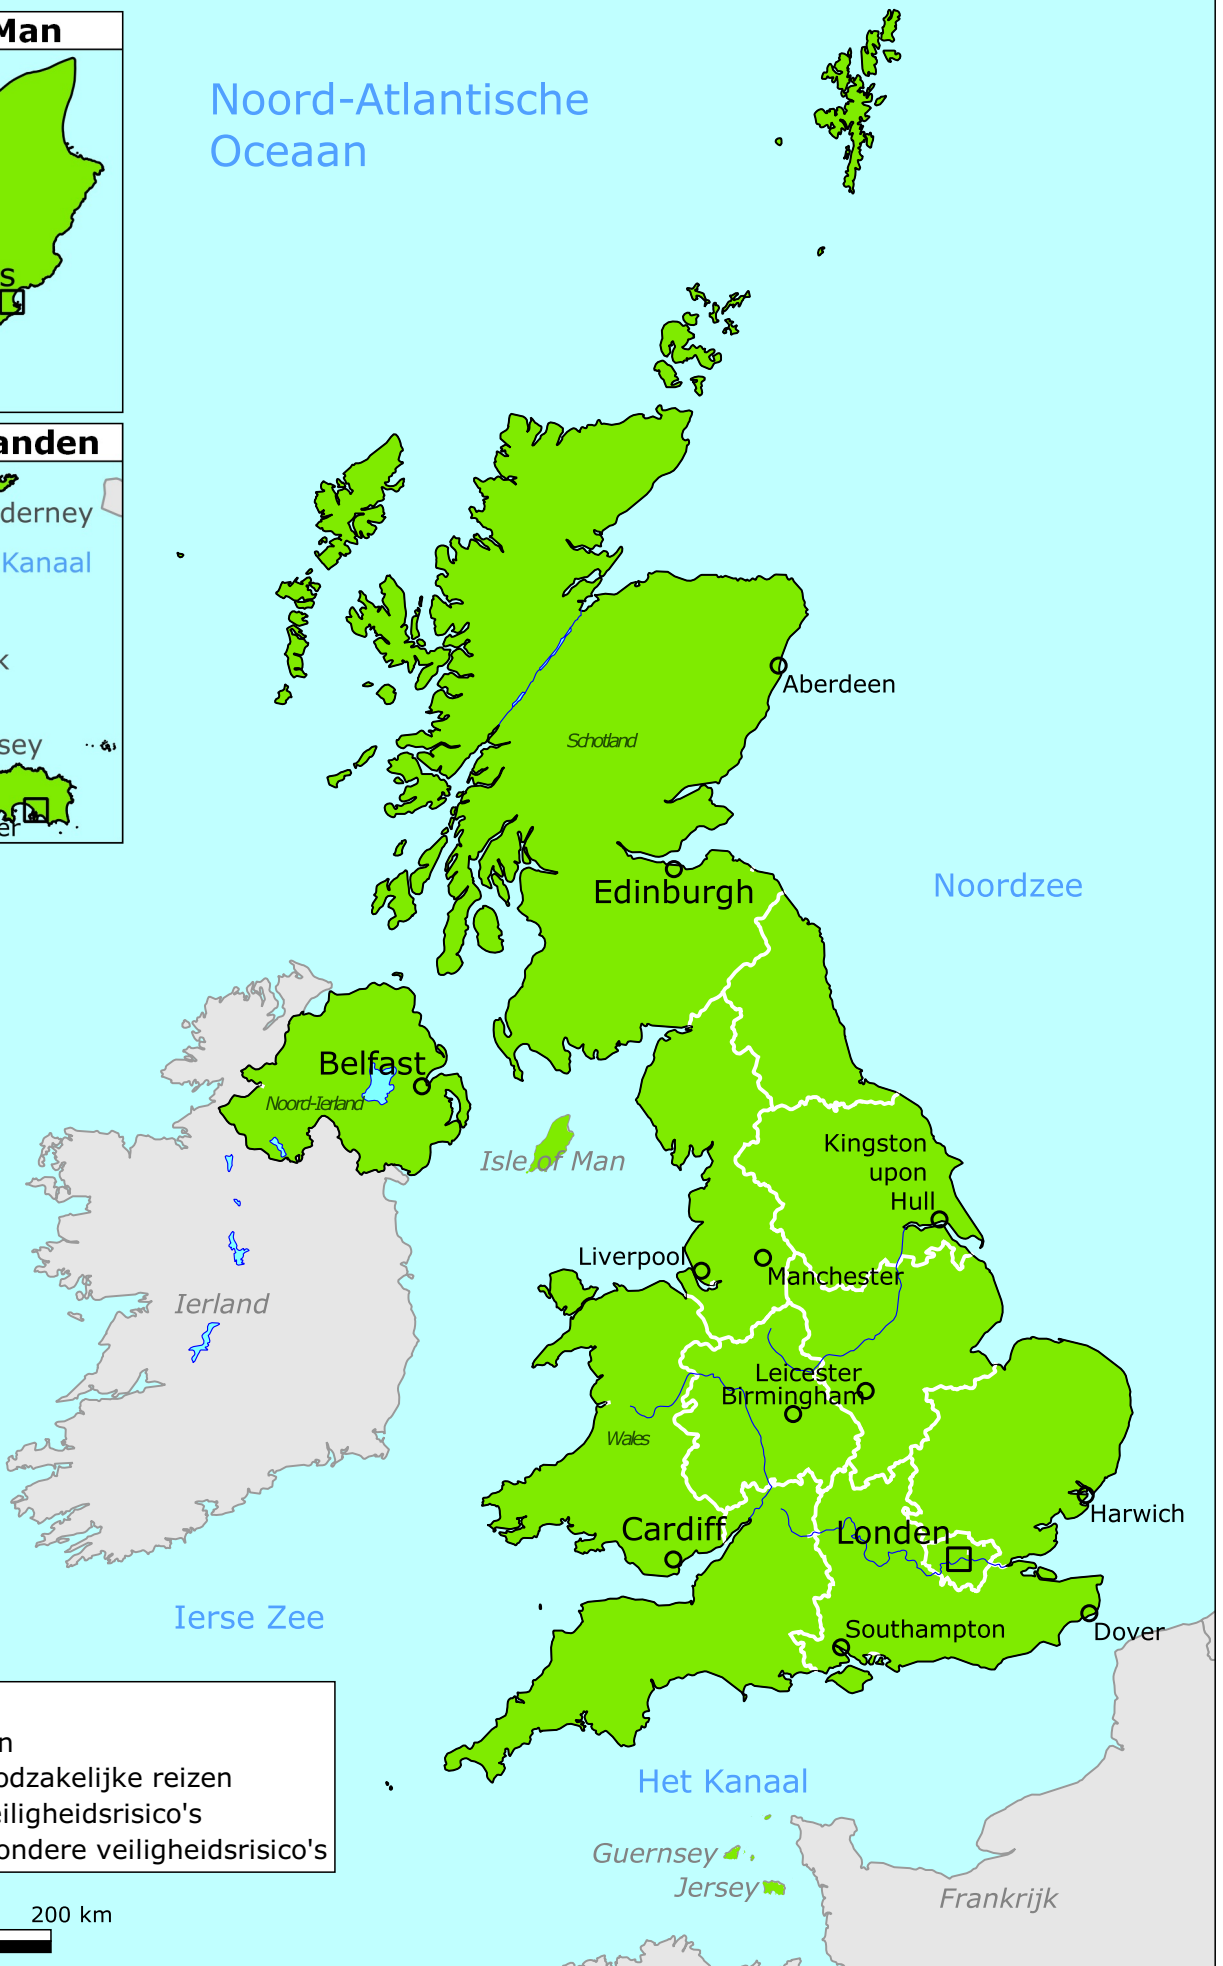 Man
Noord-Atlantische
Oceaan
s
anden
derney
Kanaal
k
sey
er
Aberdeen
Schotland
Edinburgh
Noordzee
Belfast
Noord-Ierland
Isle of Man
Kingston
upon
Hull
Liverpool
Manchester
Ierland
Leicester
Birmingham
Wales
Harwich
Cardiff
Londen
Ierse Zee
Southampton
Dover
n
odzakelijke reizen
eiligheidsrisico's
ondere veiligheidsrisico's
Het Kanaal
Guernsey
Jersey
Frankrijk
200 km